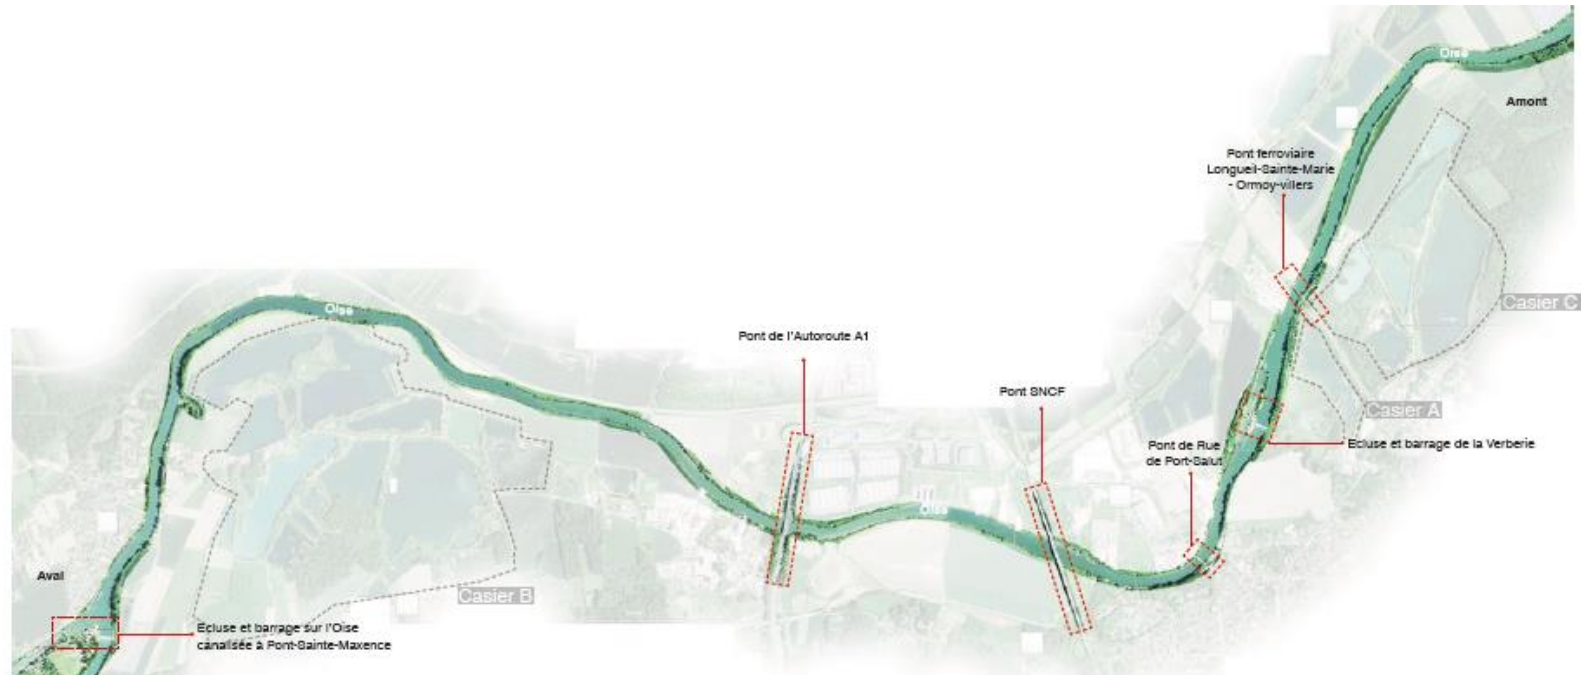 Oise
Amont
Pont ferroviaire
Longueil-Sainte-Marie
- Ormoy-villers
Casier C
Oise
Pont de l'Autoroute A1
Pont SNCF
Casier A
Pont de Rue
de Port-Salut
Ecluse et barrage de la Verberie
Oise
Aval
Casier B
Ecluse et barrage sur l'Oise
canalisée à Pont-Sainte-Maxence